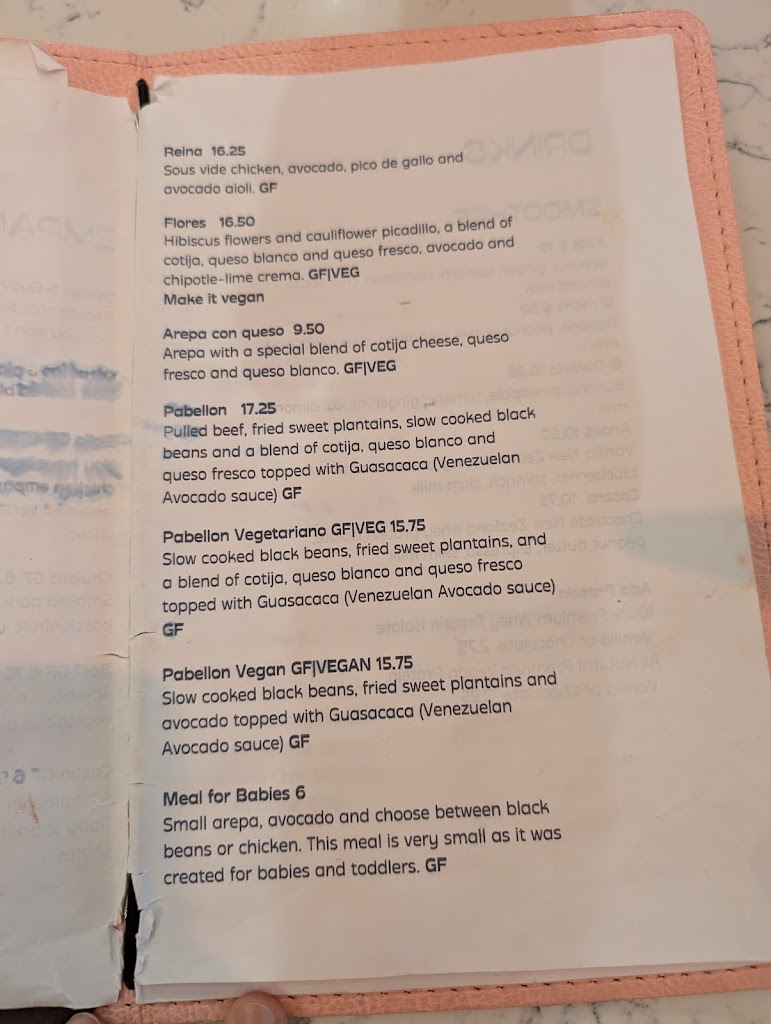 Reina 16.25
Sous vide chicken, avocado, pico de gallo and
avocado aioli. GF
Flores 16.50
Hibiscus flowers and cauliflower picadillo, a blend of
cotija, queso blanco and queso fresco, avocado and
chipotle-lime crema. GF|VEG
Make it vegan
Arepa con queso 9.50
Arepa with a special blend of cotija cheese, queso
fresco and queso blanco. GF|VEG
Pabellon 17.25
Pulled beef, fried sweet plantains, slow cooked black
beans and a blend of cotija, queso blanco and
queso fresco topped with Guasacaca (Venezuelan
Avocado sauce) GF
Pabellon Vegetariano GF|VEG 15.75
Slow cooked black beans, fried sweet plantains, and
a blend of cotija, queso blanco and queso fresco
topped with Guasacaca (Venezuelan Avocado sauce)
GF
Pabellon Vegan GF|VEGAN 15.75
Slow cooked black beans, fried sweet plantains and
avocado topped with Guasacaca (Venezuelan
Avocado sauce) GF
Meal for Babies 6
Small arepa, avocado and choose between black
beans or chicken. This meal is very small as it was
created for babies and toddlers. GF